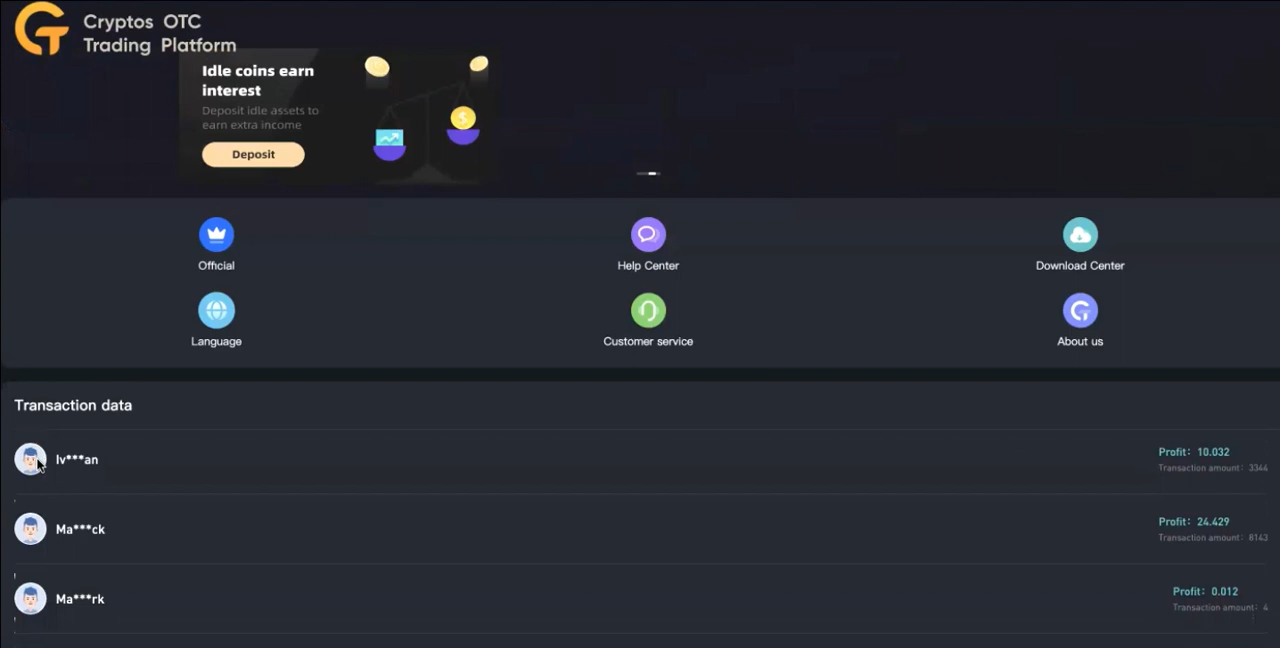 Cryptos OTC
Trading Platform
Idle coins earn
interest
Deposit idle assets to
earn extra income
Deposit
Official
Help Center
Download Center
Language
Customer service
About us
Transaction data
Iv***an
Profit: 10.032
Transaction amount: 3344
Ma***ck
Profit: 24.429
Transaction amount: 8143
Ma***rk
Profit: 0.012
Transaction amount: 4